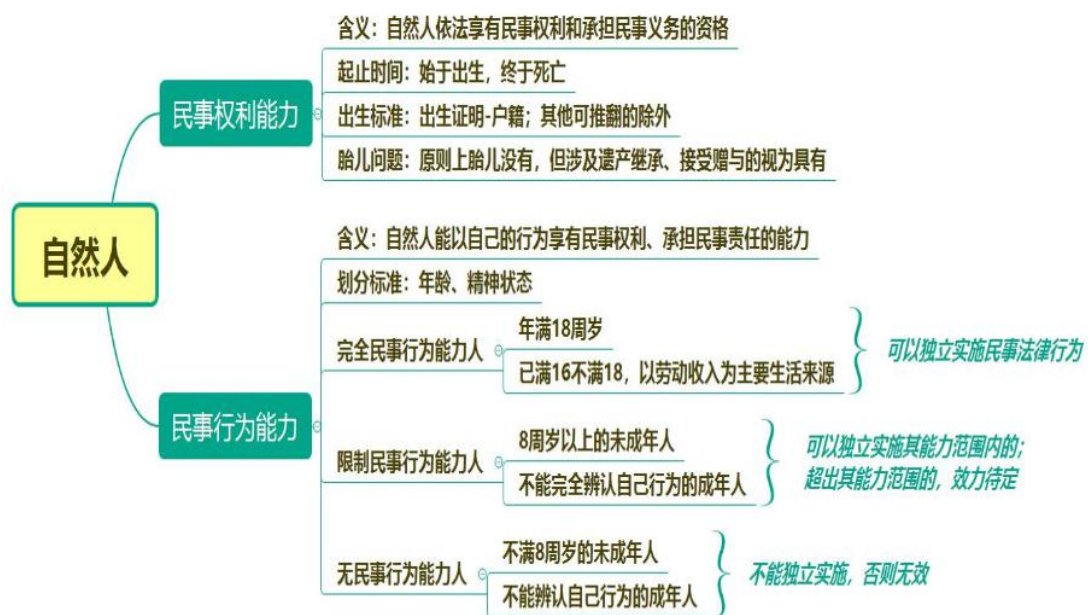 自然人
民事权利能力
含义：自然人依法享有民事权利和承担民事义务的资格
起止时间：始于出生，终于死亡
出生标准：出生证明-户籍；其他可推翻的除外
胎儿问题：原则上胎儿没有，但涉及遗产继承、接受赠与的视为具有
民事行为能力
含义：自然人能以自己的行为享有民事权利、承担民事责任的能力
划分标准：年龄、精神状态
完全民事行为能力人
年满18周岁
已满16不满18，以劳动收入为主要生活来源
可以独立实施民事法律行为
限制民事行为能力人
8周岁以上的未成年人
不能完全辨认自己行为的成年人
可以独立实施其能力范围内的；
超出其能力范围的，效力待定
无民事行为能力人
不满8周岁的未成年人
不能辨认自己行为的成年人
不能独立实施，否则无效